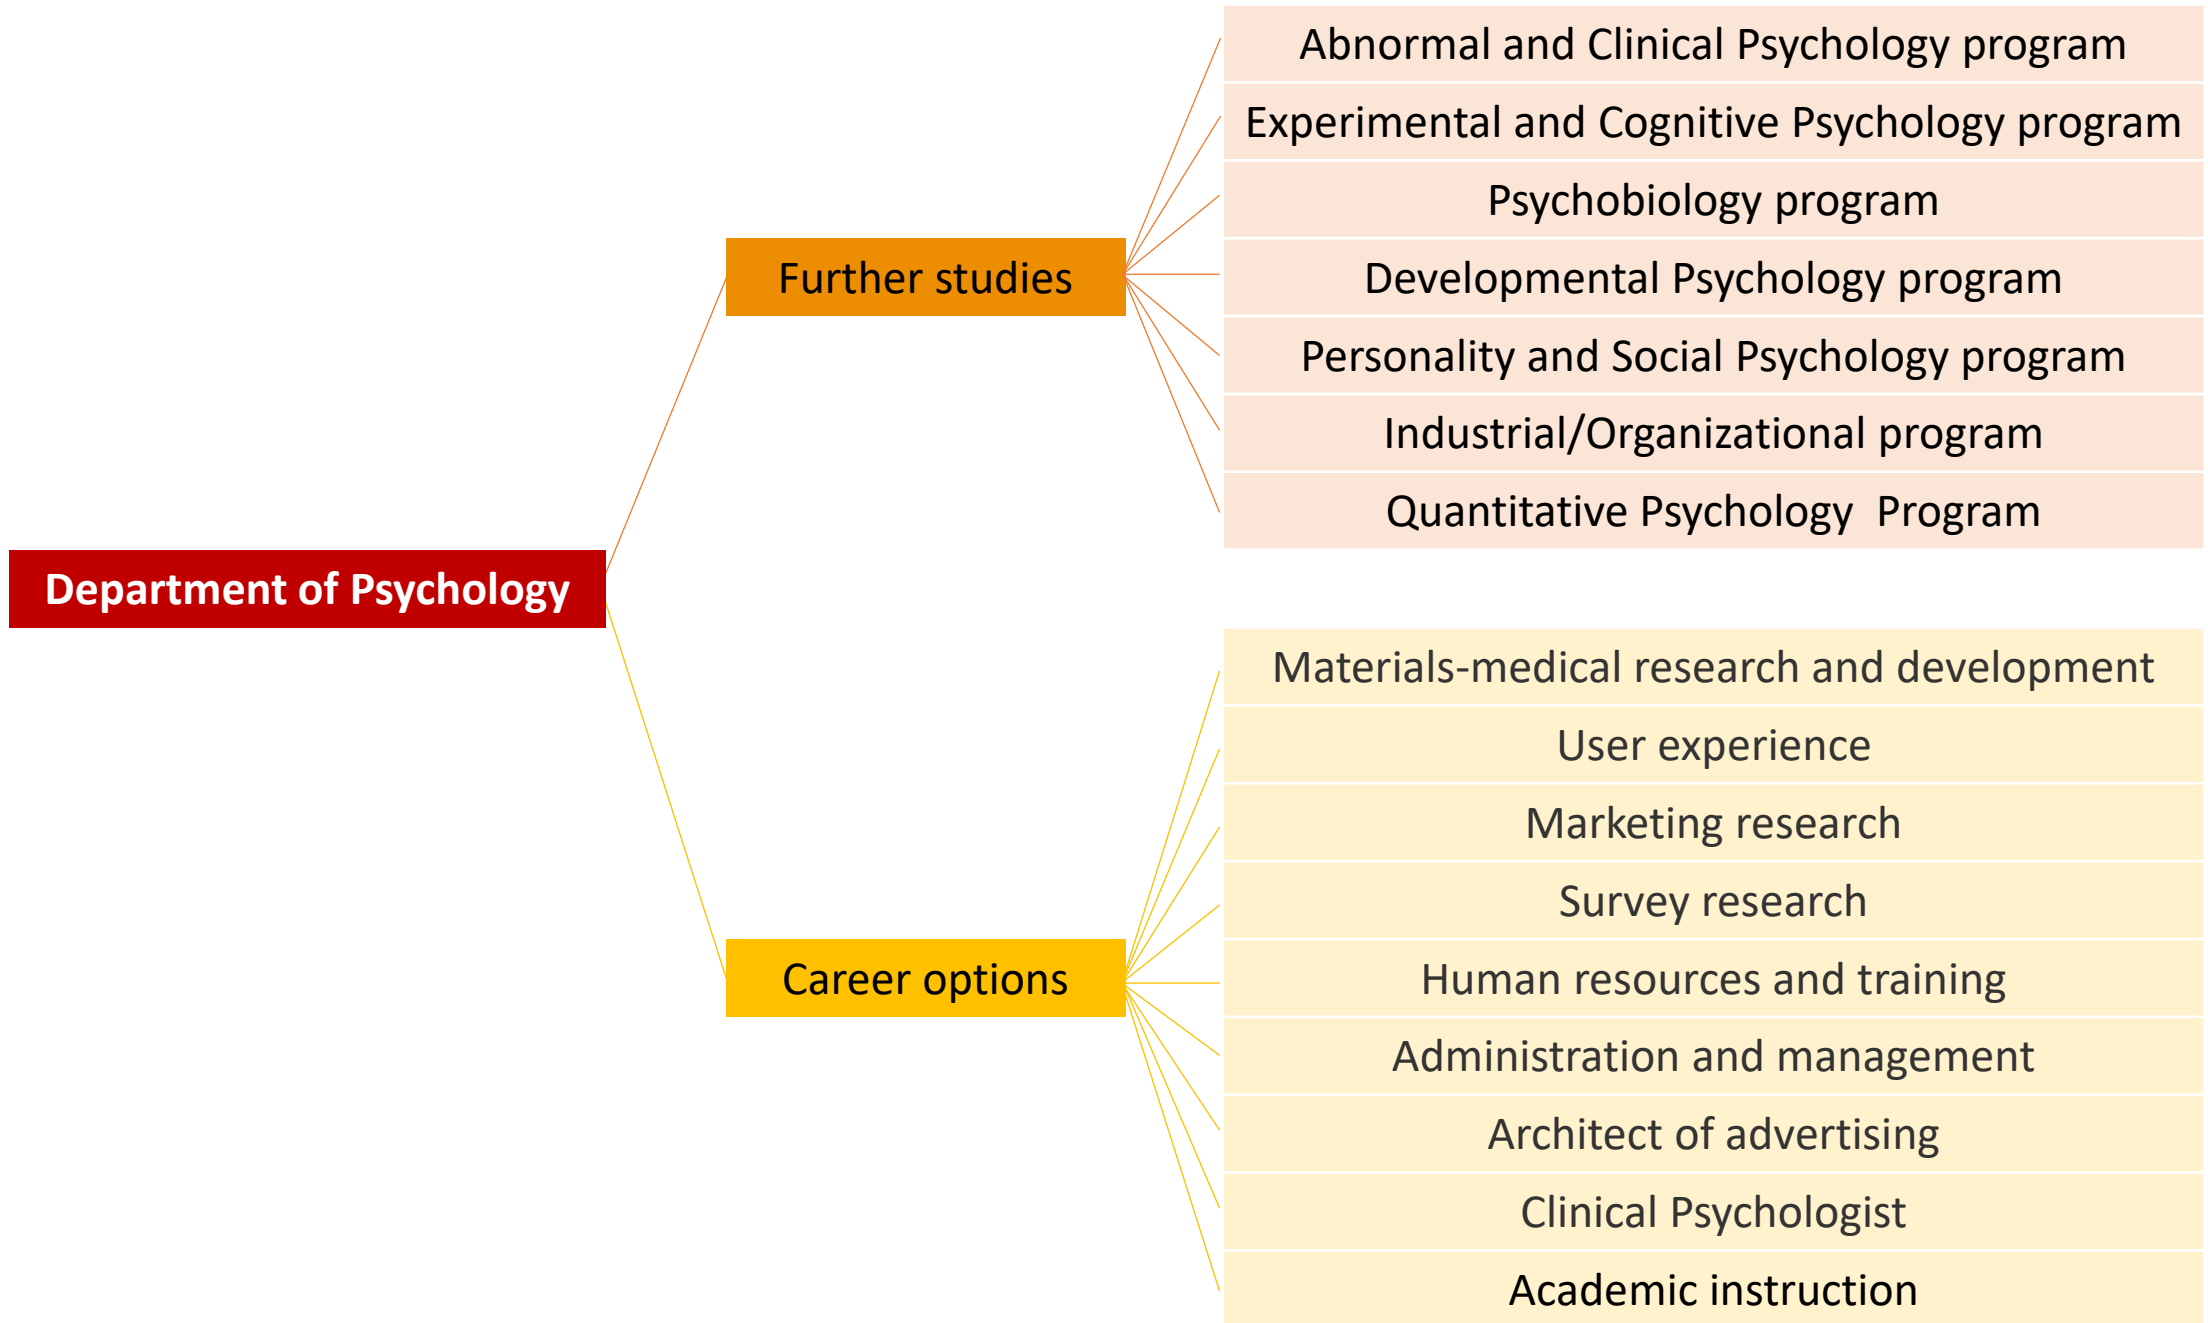 Department of Psychology
Further studies
Abnormal and Clinical Psychology program
Experimental and Cognitive Psychology program
Psychobiology program
Developmental Psychology program
Personality and Social Psychology program
Industrial/Organizational program
Quantitative Psychology  Program
Career options
Materials-medical research and development
User experience
Marketing research
Survey research
Human resources and training
Administration and management
Architect of advertising
Clinical Psychologist
Academic instruction